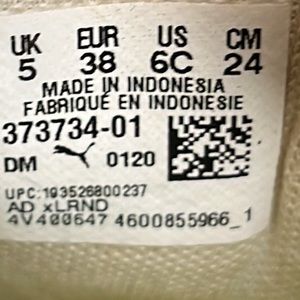 UK EUR US CM
5 38 6C 24
MADE IN INDONESIA
FABRIQUÉ EN INDONESIE
373734-01
DM 0120
UPC:193526800237
AD xLRND
4V400647 4600855966_1